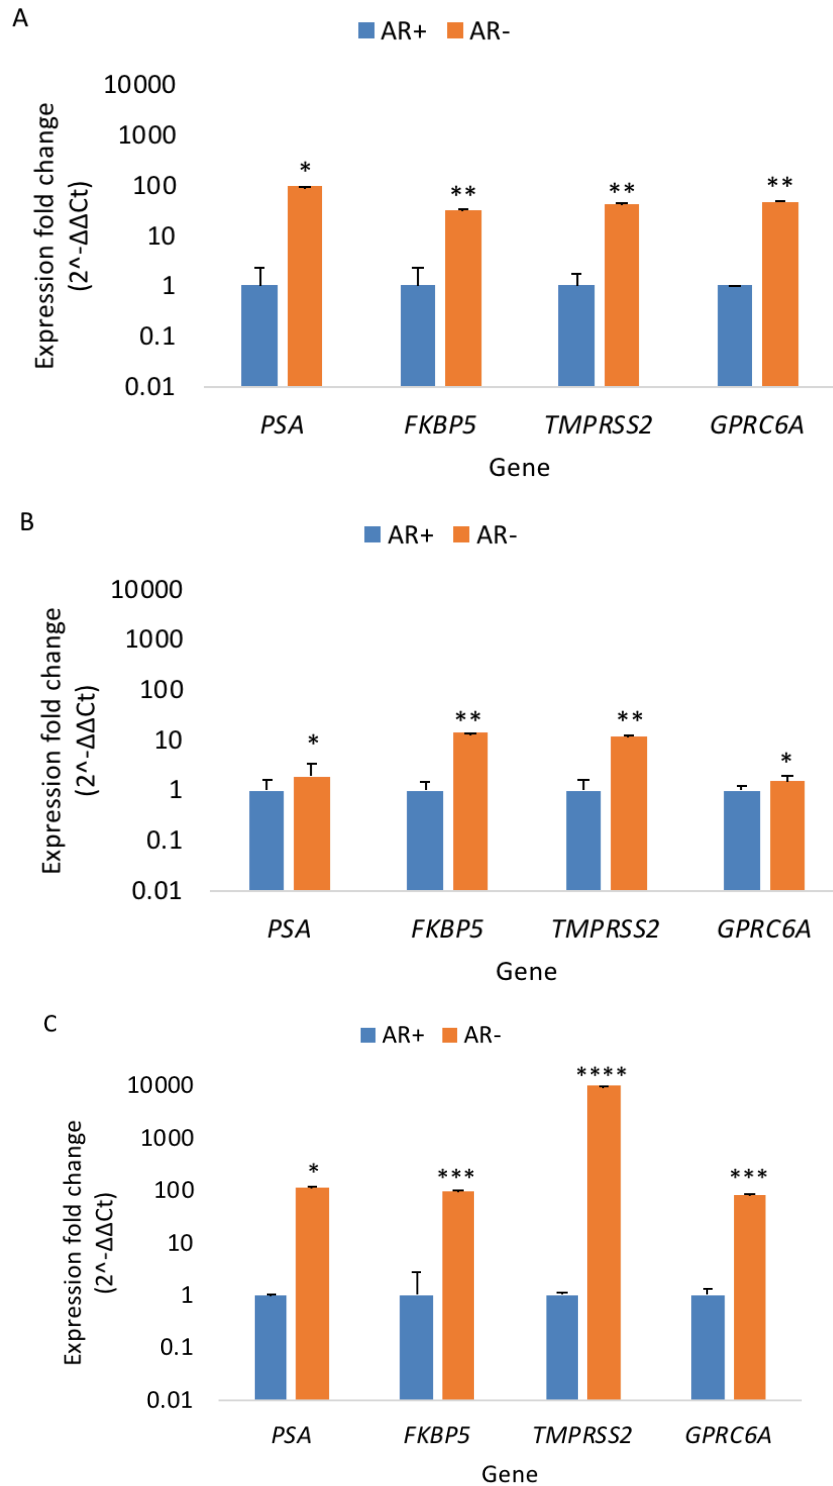 A
AR+ AR-
Expression fold change
(2^-ΔΔCt)
10000
1000
100
10
1
0.1
0.01
* ** ** **
PSA FKBP5 TMPRSS2 GPRC6A
Gene
B
AR+ AR-
Expression fold change
(2^-ΔΔCt)
10000
1000
100
10
1
0.1
0.01
* ** ** *
PSA FKBP5 TMPRSS2 GPRC6A
Gene
C
AR+ AR-
Expression fold change
(2^-ΔΔCt)
10000
1000
100
10
1
0.1
0.01
* *** **** ***
PSA FKBP5 TMPRSS2 GPRC6A
Gene